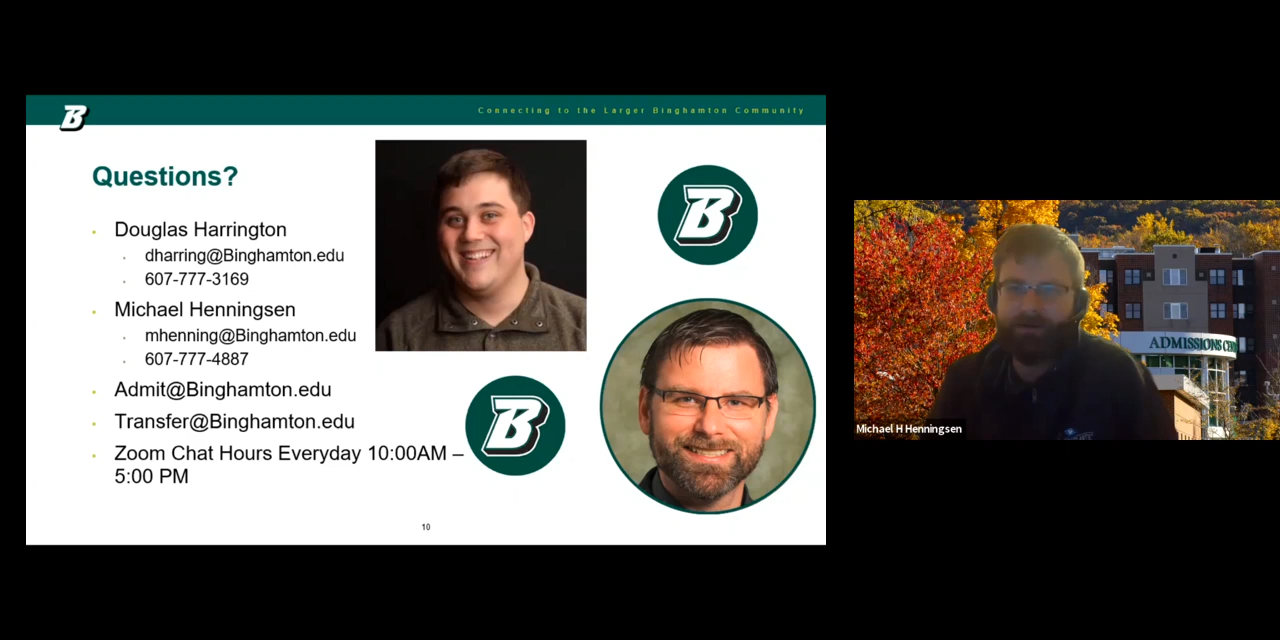 Connecting to the Larger Binghamton Community
B
Questions?
Douglas Harrington
dharring@Binghamton.edu
607-777-3169
Michael Henningsen
mhenning@Binghamton.edu
607-777-4887
Admit@Binghamton.edu
Transfer@Binghamton.edu
Zoom Chat Hours Everyday 10:00AM –
5:00 PM
10
B
B
ADMISSIONS CE
Michael H Henningsen